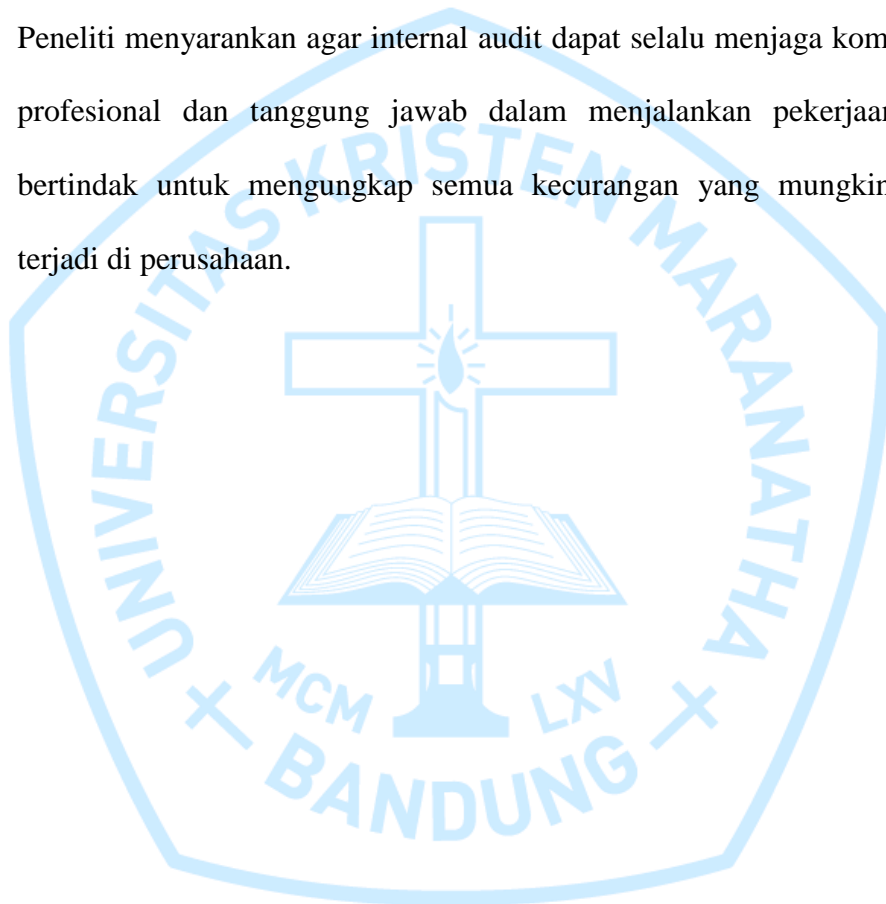 Peneliti menyarankan agar internal audit dapat selalu menjaga kom
profesional dan tanggung jawab dalam menjalankan pekerjaan
bertindak untuk mengungkap semua kecurangan yang mungkin
terjadi di perusahaan.
UNIVERSITAS KRISTEN MARANATHA
MCM LXV
BANDUNG